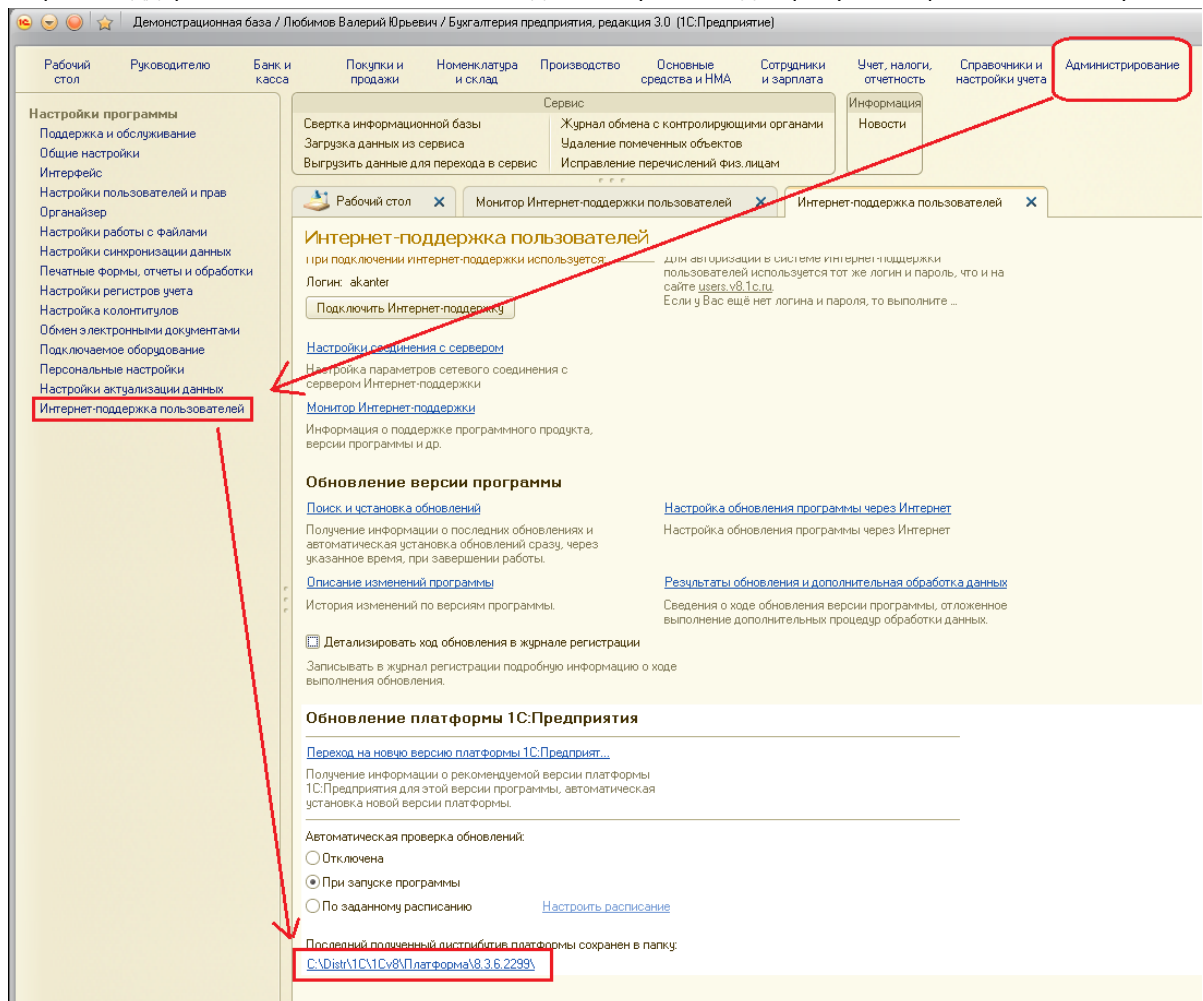 Демонстрационная база / Любимов Валерий Юрьевич / Бухгалтерия предприятия, редакция 3.0 (1С:Предприятие)
Рабочий стол
Руководителю
Банк и касса
Покупки и продажи
Номенклатура и склад
Производство
Основные средства и НМА
Сотрудники и зарплата
Учет, налоги, отчетность
Справочники и настройки учета
Администрирование
Настройки программы
Поддержка и обслуживание
Общие настройки
Интерфейс
Настройки пользователей и прав
Органайзер
Настройки работы с файлами
Настройки синхронизации данных
Печатные формы, отчеты и обработки
Настройки регистров учета
Настройка колонтитулов
Обмен электронными документами
Подключаемое оборудование
Персональные настройки
Настройки актуализации данных
Интернет-поддержка пользователей
Сервис
Свертка информационной базы
Журнал обмена с контролирующими органами
Загрузка данных из сервиса
Удаление помеченных объектов
Выгрузить данные для перехода в сервис
Исправление перечислений физ.лицам
Информация
Новости
Рабочий стол
Монитор Интернет-поддержки пользователей
Интернет-поддержка пользователей
Интернет-поддержка пользователей
При подключении Интернет-поддержки используется:
Логин: akanter
Подключить Интернет-поддержку
Для авторизации в системе Интернет-поддержки
пользователей используется тот же логин и пароль, что и на
сайте users.v8.1c.ru.
Если у Вас ещё нет логина и пароля, то выполните ...
Настройки соединения с сервером
Настройка параметров сетевого соединения с
сервером Интернет-поддержки
Монитор Интернет-поддержки
Информация о поддержке программного продукта,
версии программы и др.
Обновление версии программы
Поиск и установка обновлений
Получение информации о последних обновлениях и
автоматическая установка обновлений сразу, через
указанное время, при завершении работы.
Настройка обновления программы через Интернет
Настройка обновления программы через Интернет
Описание изменений программы
История изменений по версиям программы.
Результаты обновления и дополнительная обработка данных
Сведения о ходе обновления версии программы, отложенное
выполнение дополнительных процедур обработки данных.
Детализировать ход обновления в журнале регистрации
Записывать в журнал регистрации подробную информацию о ходе
выполнения обновления.
Обновление платформы 1С:Предприятия
Переход на новую версию платформы 1С:Предприят...
Получение информации о рекомендуемой версии платформы
1С:Предприятия для этой версии программы, автоматическая
установка новой версии платформы.
Автоматическая проверка обновлений:
Отключена
При запуске программы
По заданному расписанию
Настроить расписание
Последний полученный дистрибутив платформы сохранен в папку:
C:\Distr\1C\1Cv8\Платформа\8.3.6.2299\